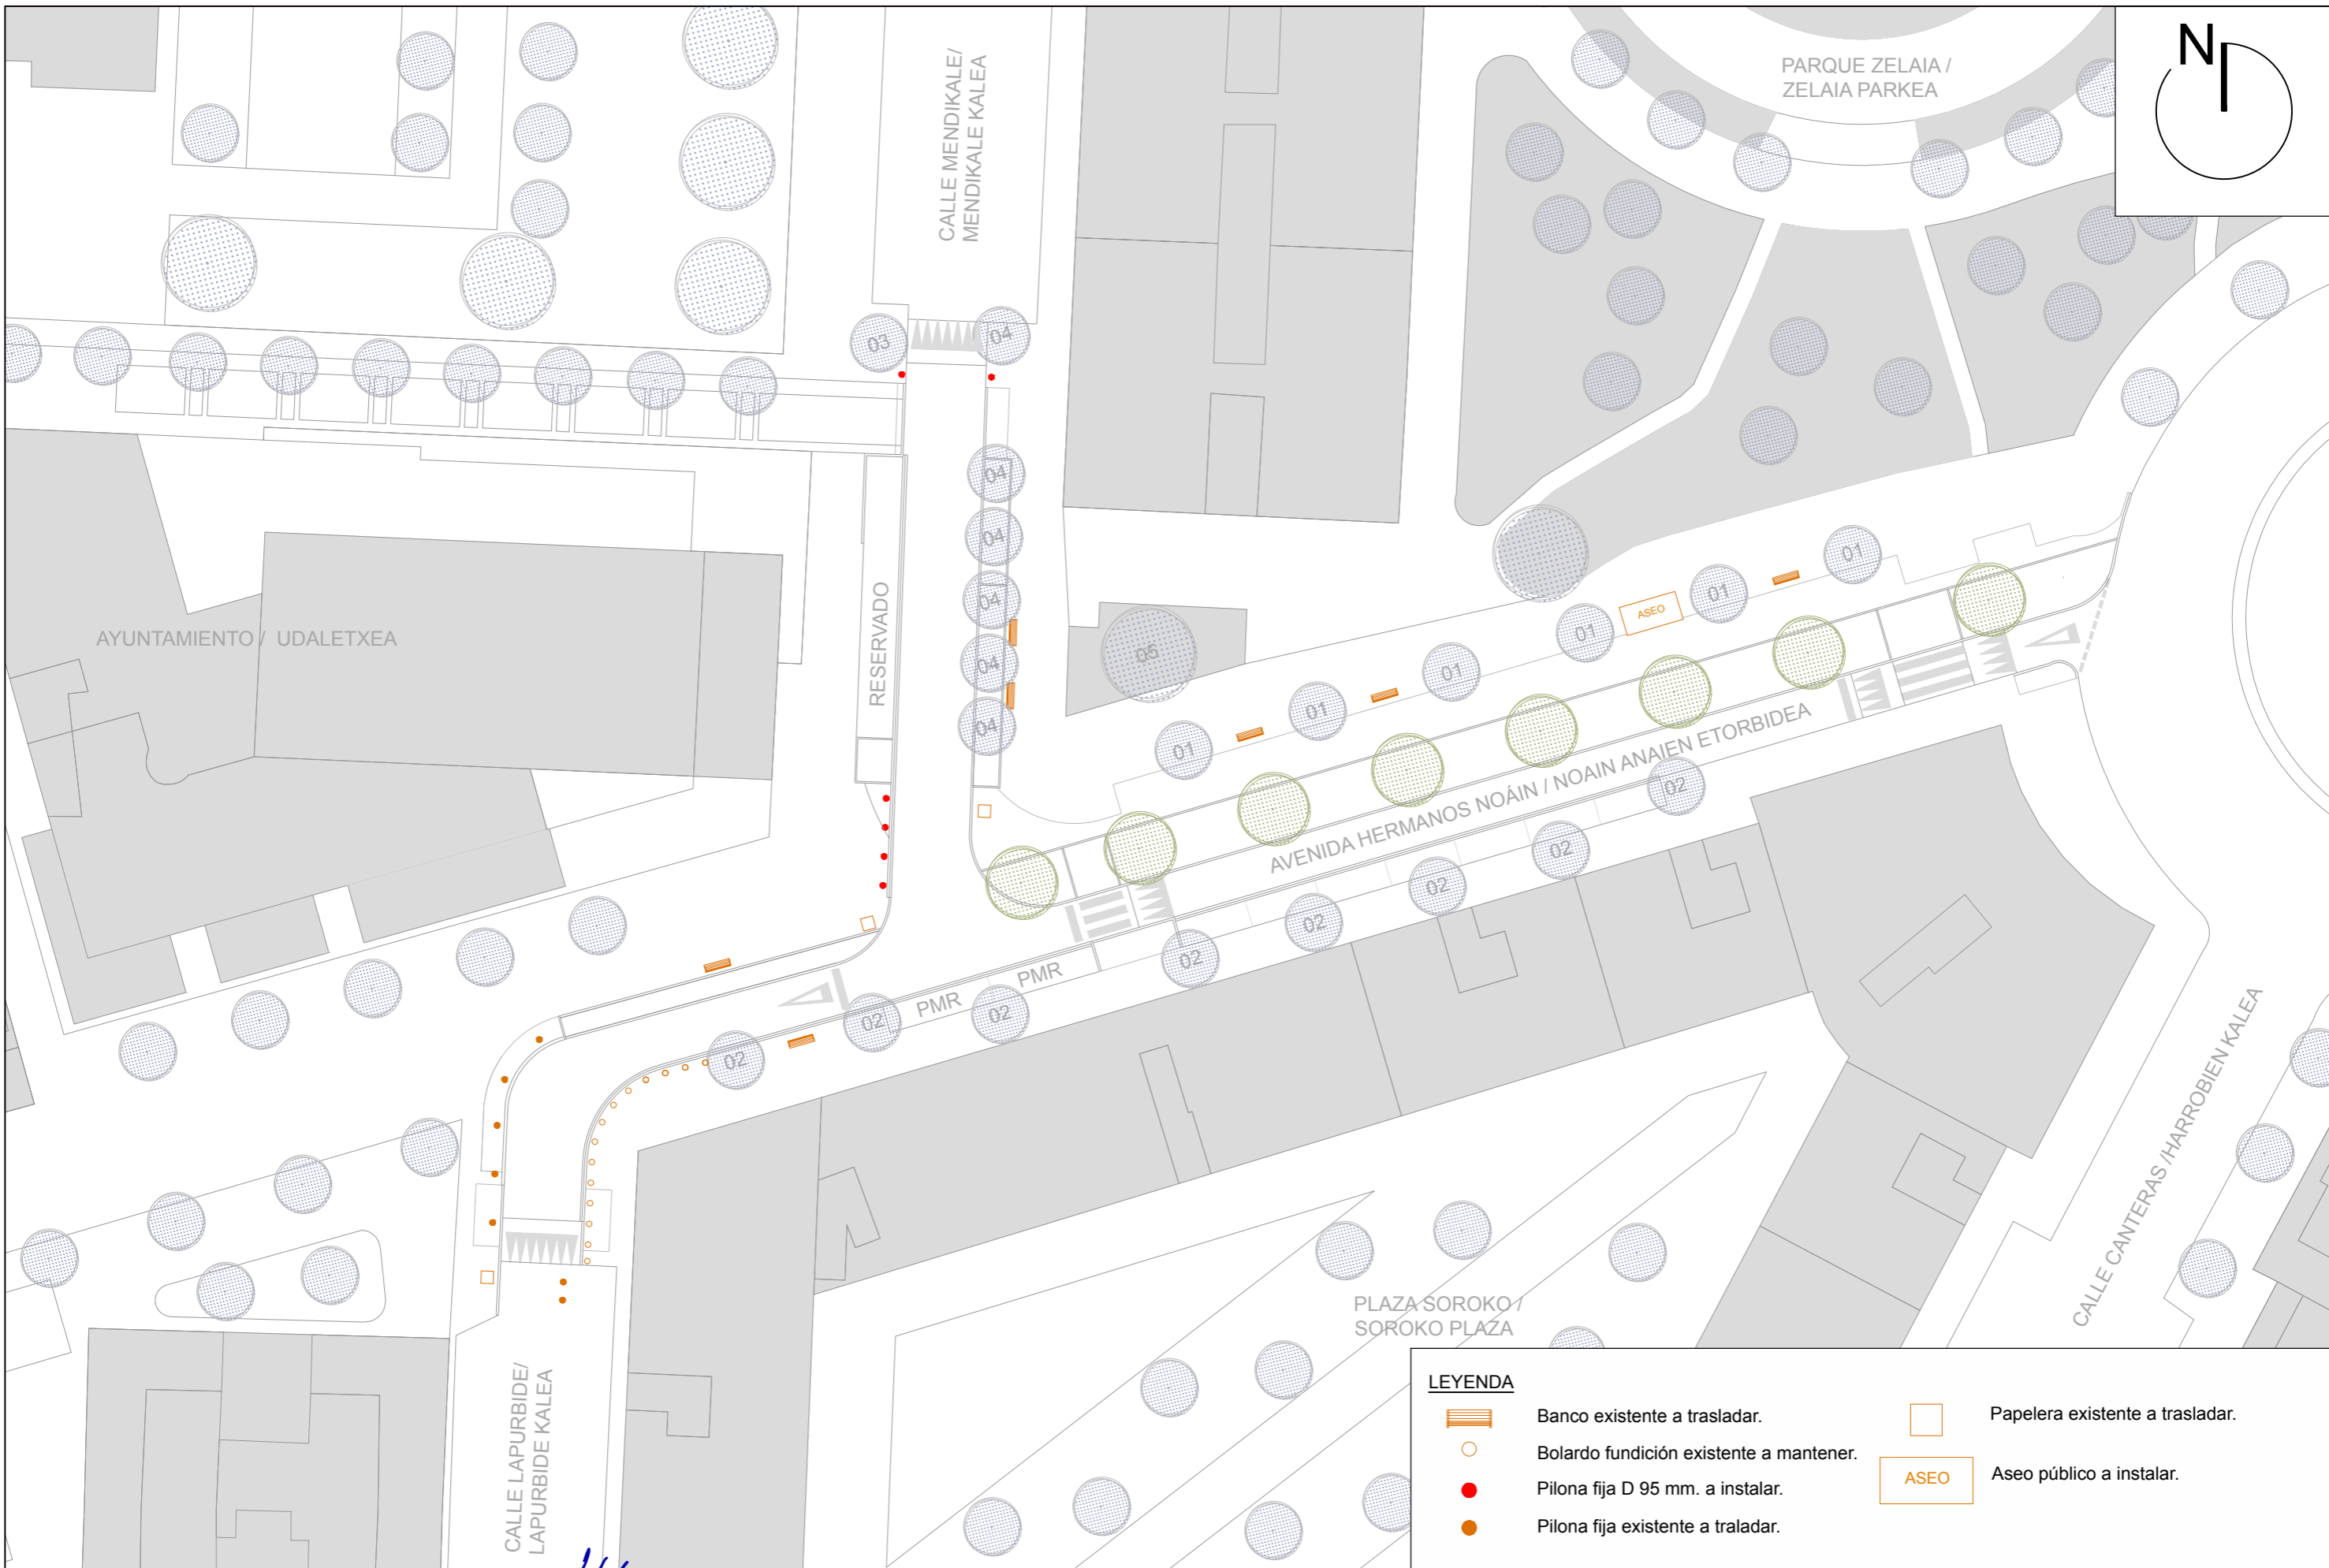 N
PARQUE ZELAIA /
ZELAIA PARKEA
CALLE MENDIKALE/
MENDIKALE KALEA
03
04
04
04
04
04
04
RESERVADO
AYUNTAMIENTO / UDALETXEA
05
01
01
01
01
ASEO
01
01
AVENIDA HERMANOS NOÁIN / NOAIN ANAIEN ETORBIDEA
02
02
02
02
02
02
02
02
PMR
PMR
CALLE CANTERAS /HARROBIEN KALEA
PLAZA SOROKO /
SOROKO PLAZA
CALLE LAPURBIDE/
LAPURBIDE KALEA
LEYENDA
Banco existente a trasladar.
Bolardo fundición existente a mantener.
Pilona fija D 95 mm. a instalar.
Pilona fija existente a traladar.
Papelera existente a trasladar.
ASEO
Aseo público a instalar.